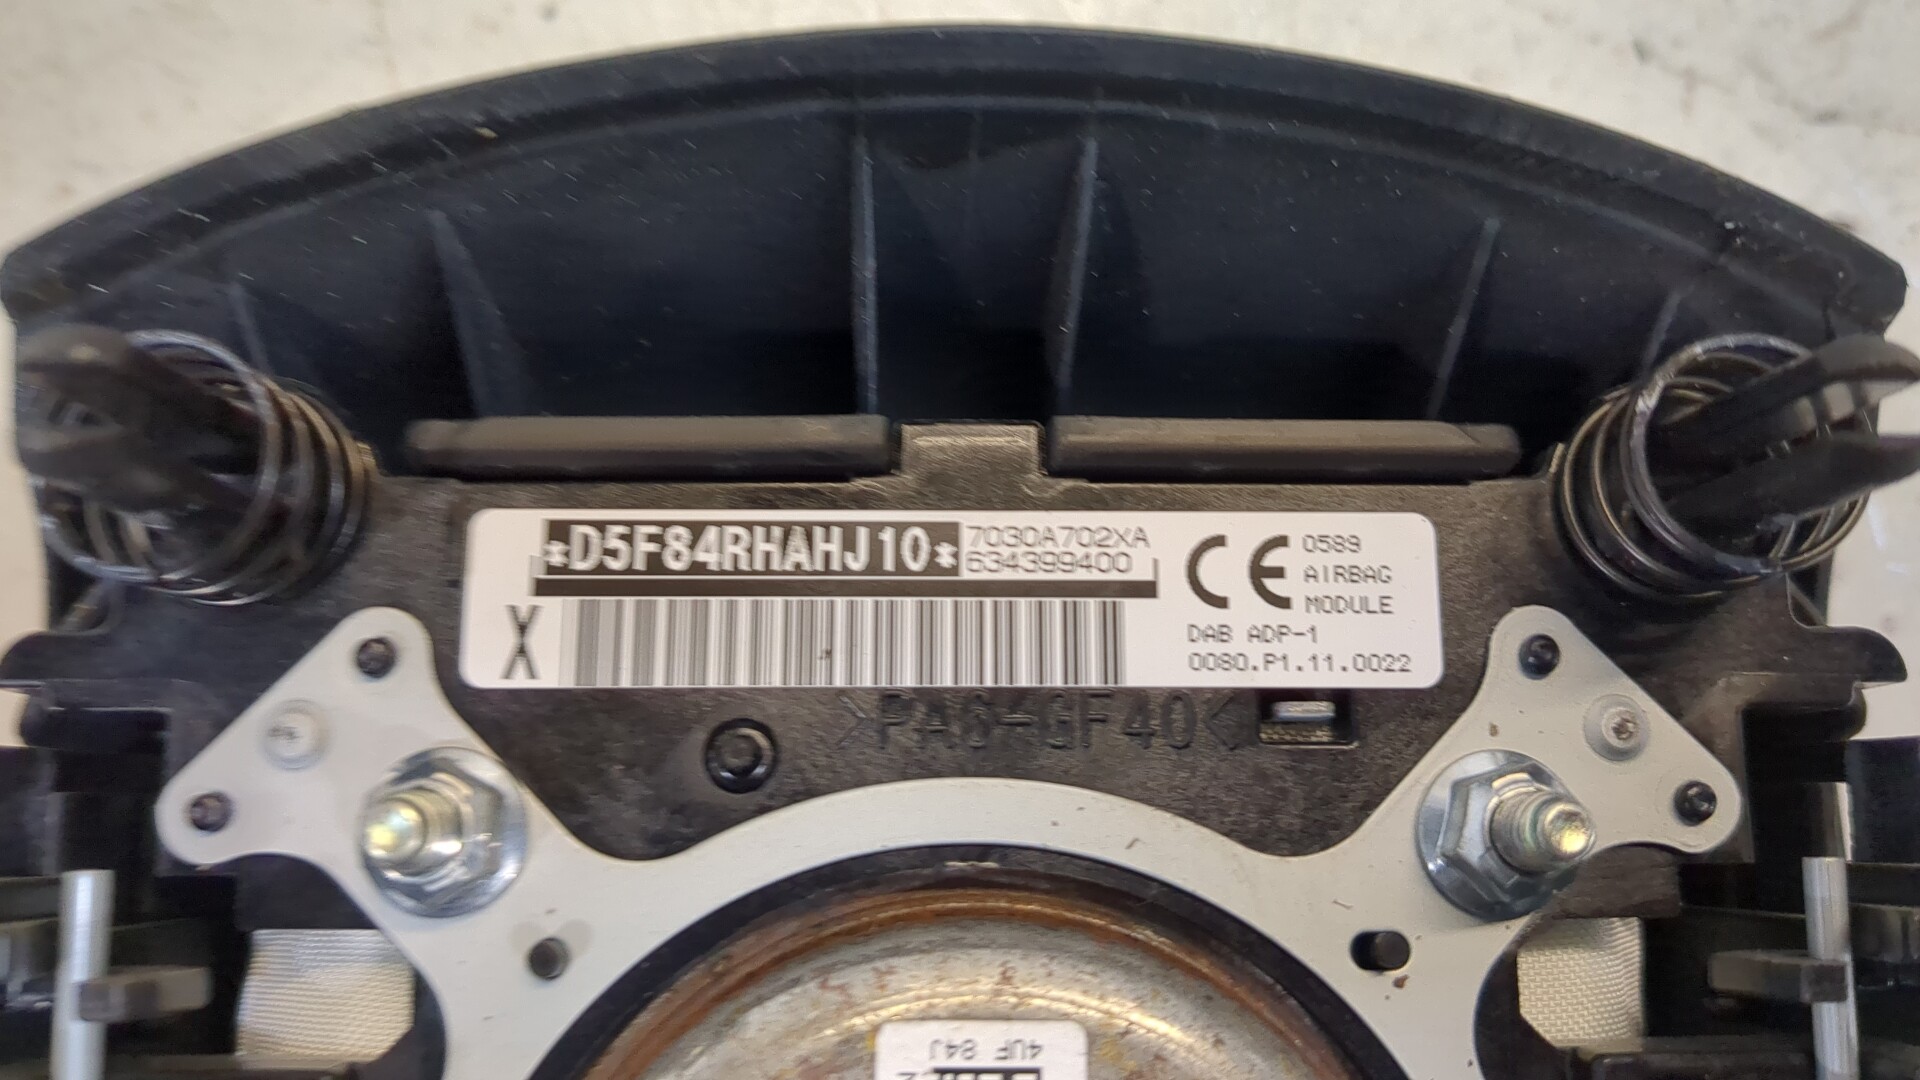 *D5F84RHAHJ10*
7030A702XA
634399400
X
CE
0589
AIRBAG
MODULE
DAB ADP-1
0080.P1.11.0022
>PA6-GF40<
4UF 84J